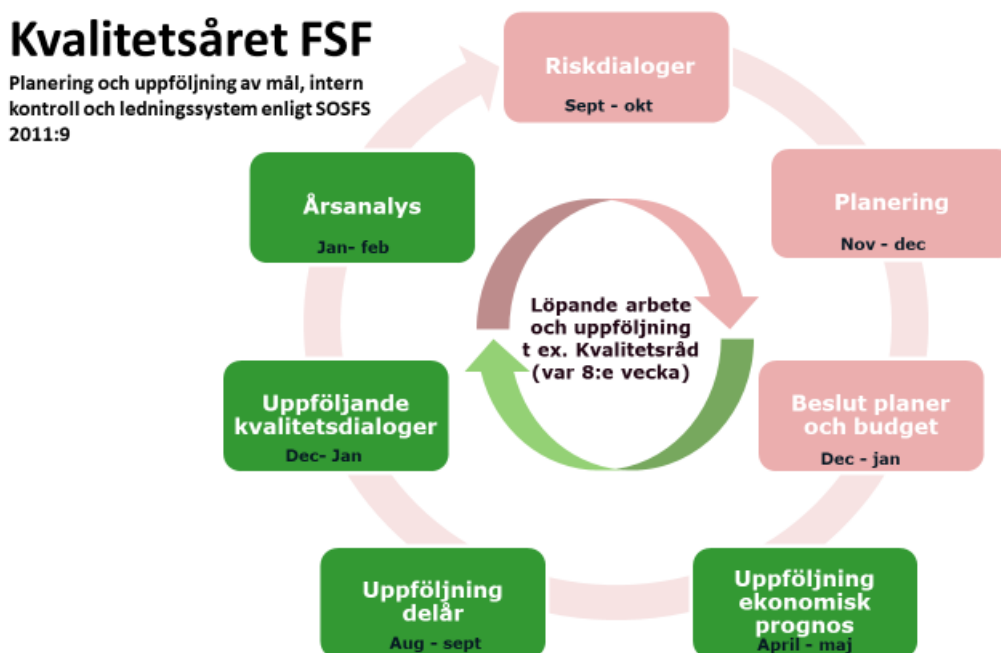 Kvalitetsåret FSF
Planering och uppföljning av mål, intern
kontroll och ledningssystem enligt SOSFS
2011:9
Riskdialoger
Sept - okt
Planering
Nov - dec
Beslut planer
och budget
Dec - jan
Uppföljning
ekonomisk
prognos
April - maj
Uppföljning
delår
Aug - sept
Uppföljande
kvalitetsdialoger
Dec- Jan
Årsanalys
Jan- feb
Löpande arbete
och uppföljning
t ex. Kvalitetsråd
(var 8:e vecka)